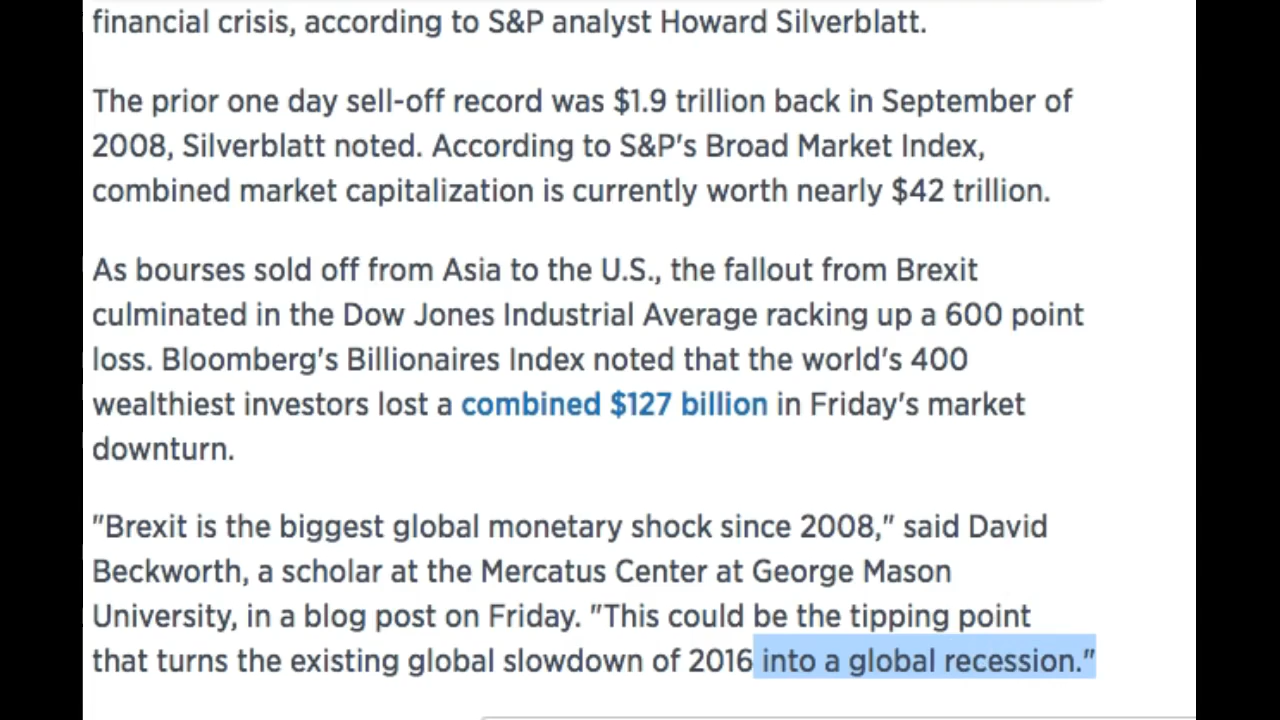 financial crisis, according to S&P analyst Howard Silverblatt.
The prior one day sell-off record was $1.9 trillion back in September of
2008, Silverblatt noted. According to S&P's Broad Market Index,
combined market capitalization is currently worth nearly $42 trillion.
As bourses sold off from Asia to the U.S., the fallout from Brexit
culminated in the Dow Jones Industrial Average racking up a 600 point
loss. Bloomberg's Billionaires Index noted that the world's 400
wealthiest investors lost a combined $127 billion in Friday's market
downturn.
"Brexit is the biggest global monetary shock since 2008," said David
Beckworth, a scholar at the Mercatus Center at George Mason
University, in a blog post on Friday. "This could be the tipping point
that turns the existing global slowdown of 2016 into a global recession."